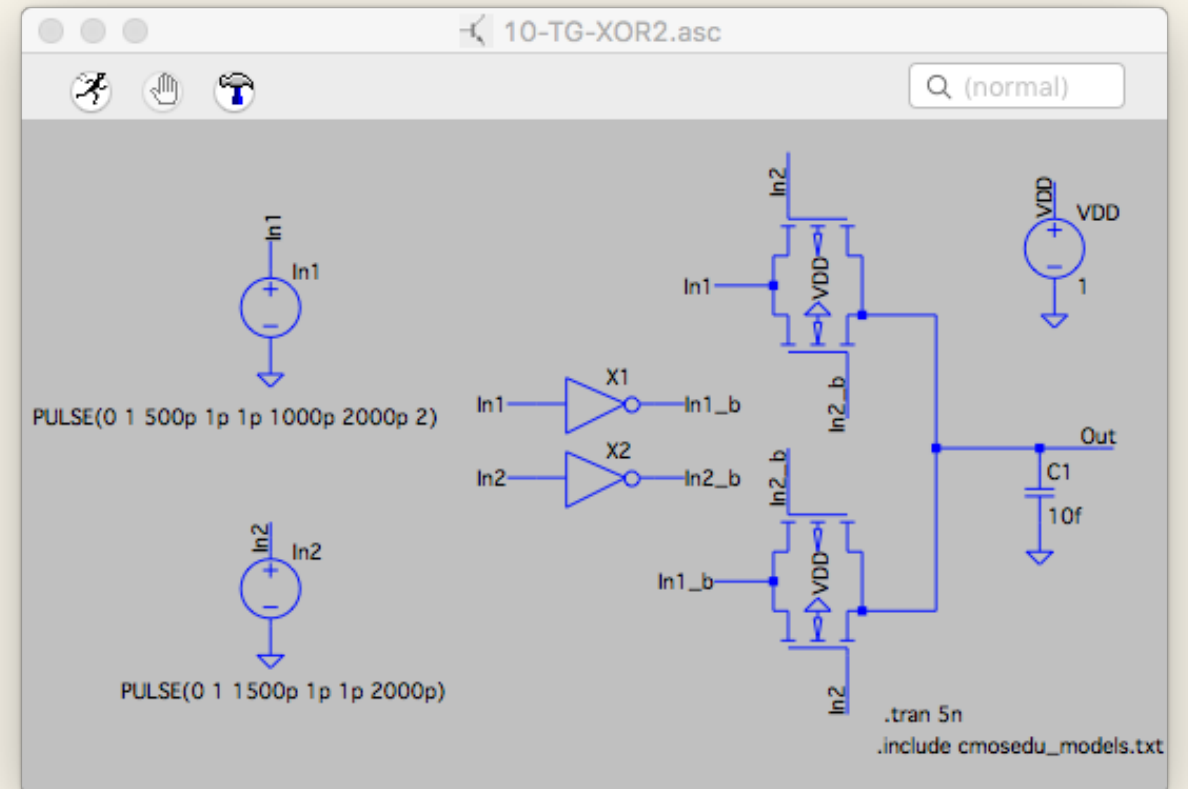 10-TG-XOR2.asc
(normal)
In1
In1
PULSE(0 1 500p 1p 1p 1000p 2000p 2)
In2
In2
PULSE(0 1 1500p 1p 1p 2000p)
X1
In1
In1_b
X2
In2
In2_b
In2
In1
VDD
In2_b
In2_b
In1_b
VDD
In2
VDD
VDD
1
Out
C1
10f
.tran 5n
.include cmosedu_models.txt